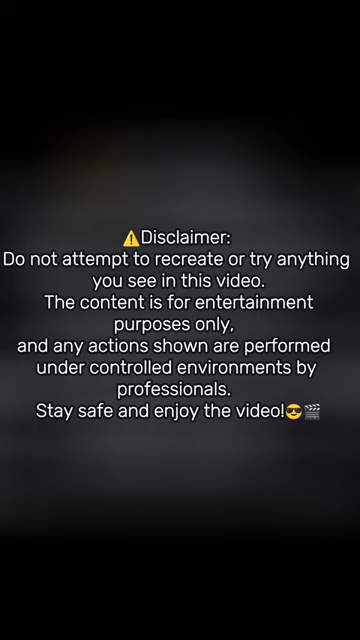 ⚠️Disclaimer:
Do not attempt to recreate or try anything
you see in this video.
The content is for entertainment
purposes only,
and any actions shown are performed
under controlled environments by
professionals.
Stay safe and enjoy the video!😎🎬